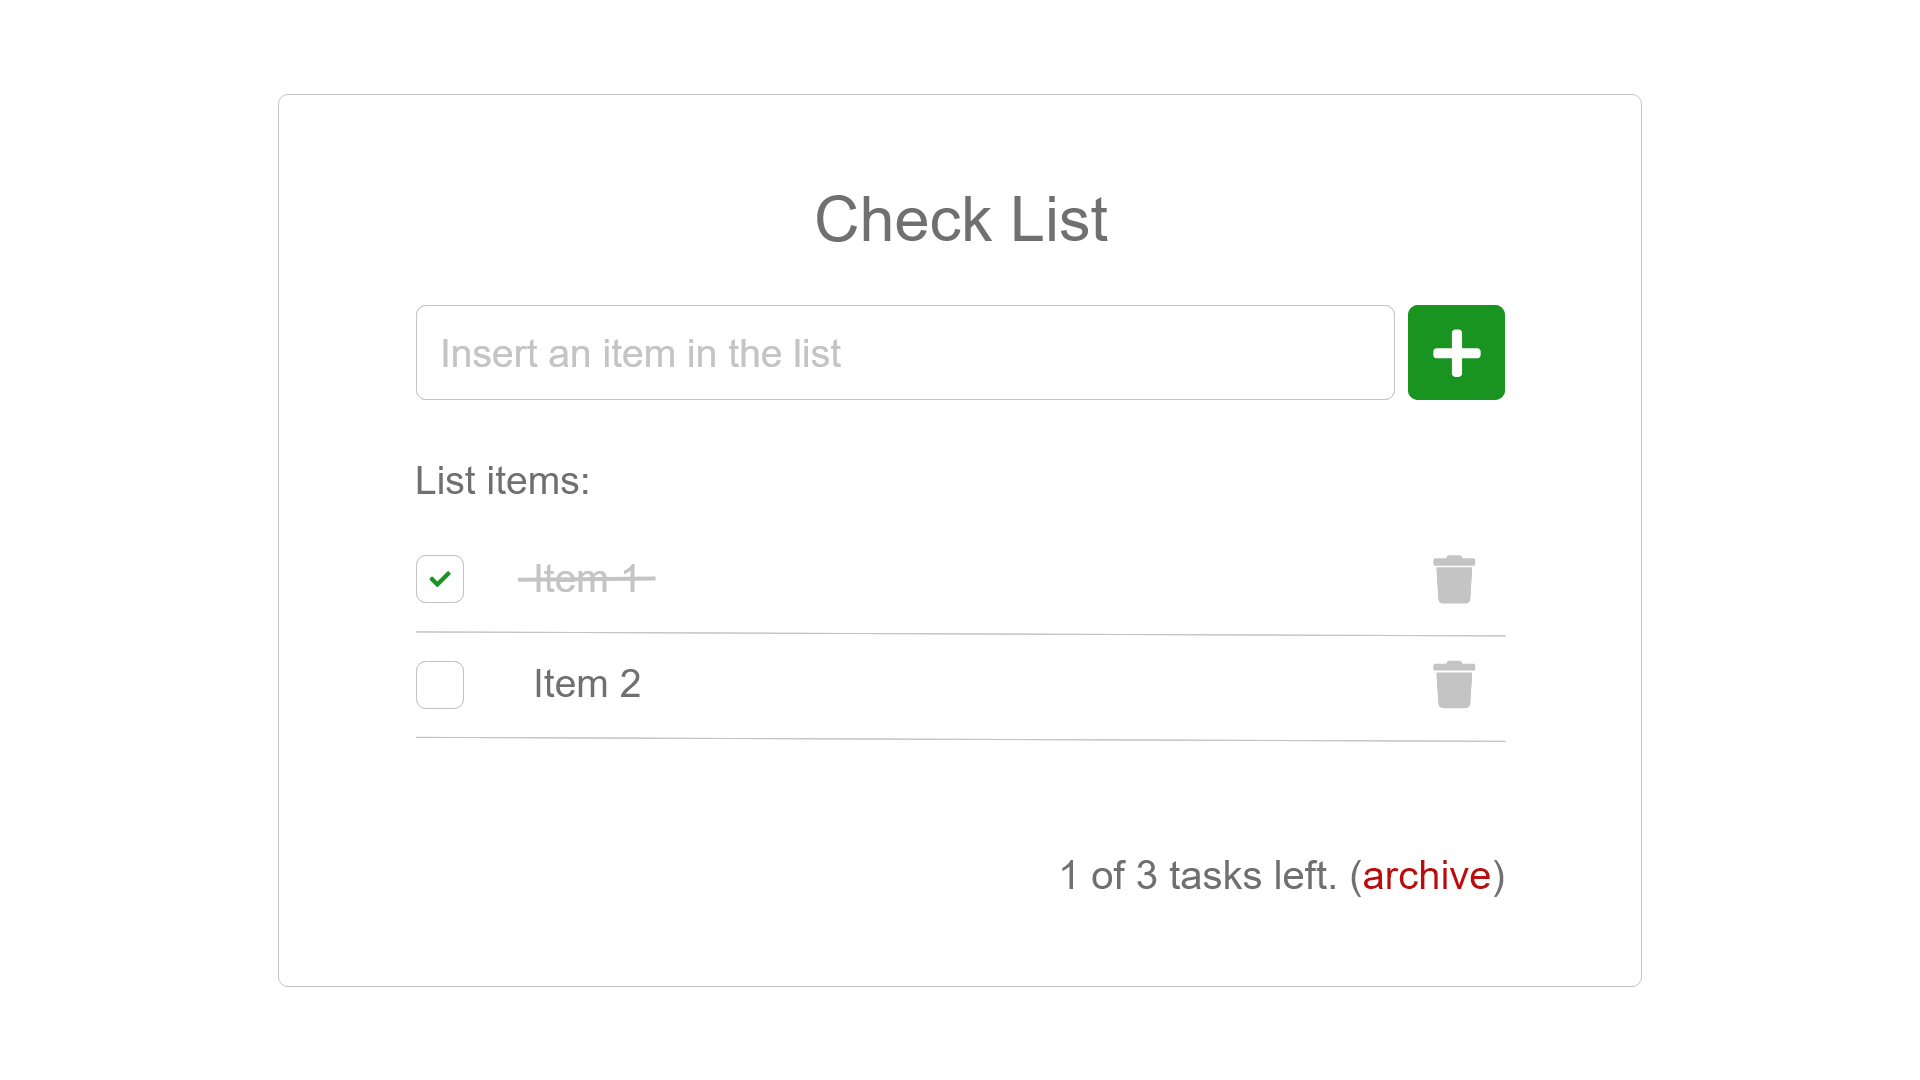 Check List
Insert an item in the list
List items:
Item 1
Item 2
1 of 3 tasks left. (archive)